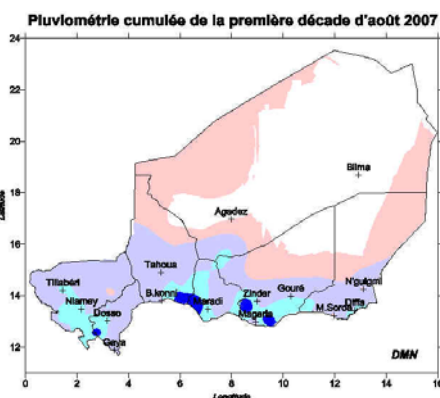 Pluviométrie cumulée de la première décade d'août 2007
24
22
20
18
16
14
12
Latitude
Bilma
Agadez
Tahoua
Tillabéri
N'guigmi
Niamey
B.konni
Maradi
Zinder
Gouré
Diffa
Dosso
Magaria
M.Soroa
Gaya
DMN
0 2 4 6 8 10 12 14 16
Longitude